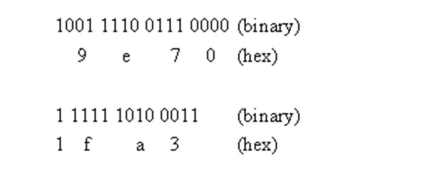 1001 1110 0111 0000 (binary)
9 e 7 0 (hex)
1 1111 1010 0011 (binary)
1 f a 3 (hex)